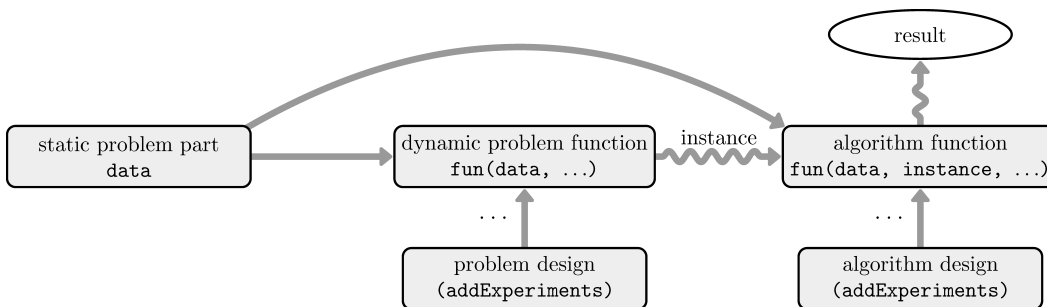 result
static problem part
data
dynamic problem function
fun(data, ...)
instance
algorithm function
fun(data, instance, ...)
...
...
problem design
(addExperiments)
algorithm design
(addExperiments)